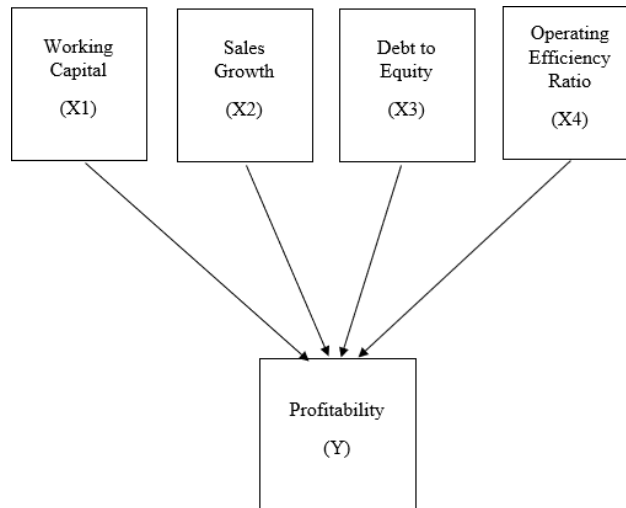 Working
Capital
(X1)
Sales
Growth
(X2)
Debt to
Equity
(X3)
Operating
Efficiency
Ratio
(X4)
Profitability
(Y)